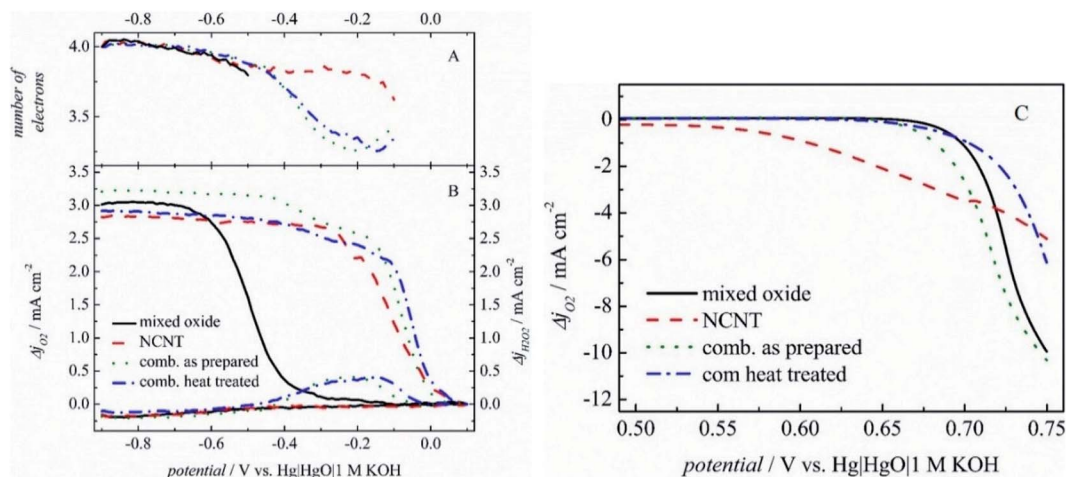 -0.8 -0.6 -0.4 -0.2 0.0
A
4.0
3.5
number of
electrons
B
3.5
3.0
2.5
2.0
1.5
1.0
0.5
0.0
Δj O2 / mA cm-2
3.5
3.0
2.5
2.0
1.5
1.0
0.5
0.0
Δj H2O2 / mA cm-2
mixed oxide
NCNT
comb. as prepared
comb. heat treated
-0.8 -0.6 -0.4 -0.2 0.0
potential / V vs. Hg|HgO|1 M KOH
C
0
-2
-4
-6
-8
-10
-12
Δj O2 / mA cm-2
mixed oxide
NCNT
comb. as prepared
com heat treated
0.50 0.55 0.60 0.65 0.70 0.75
potential / V vs. Hg|HgO|1 M KOH